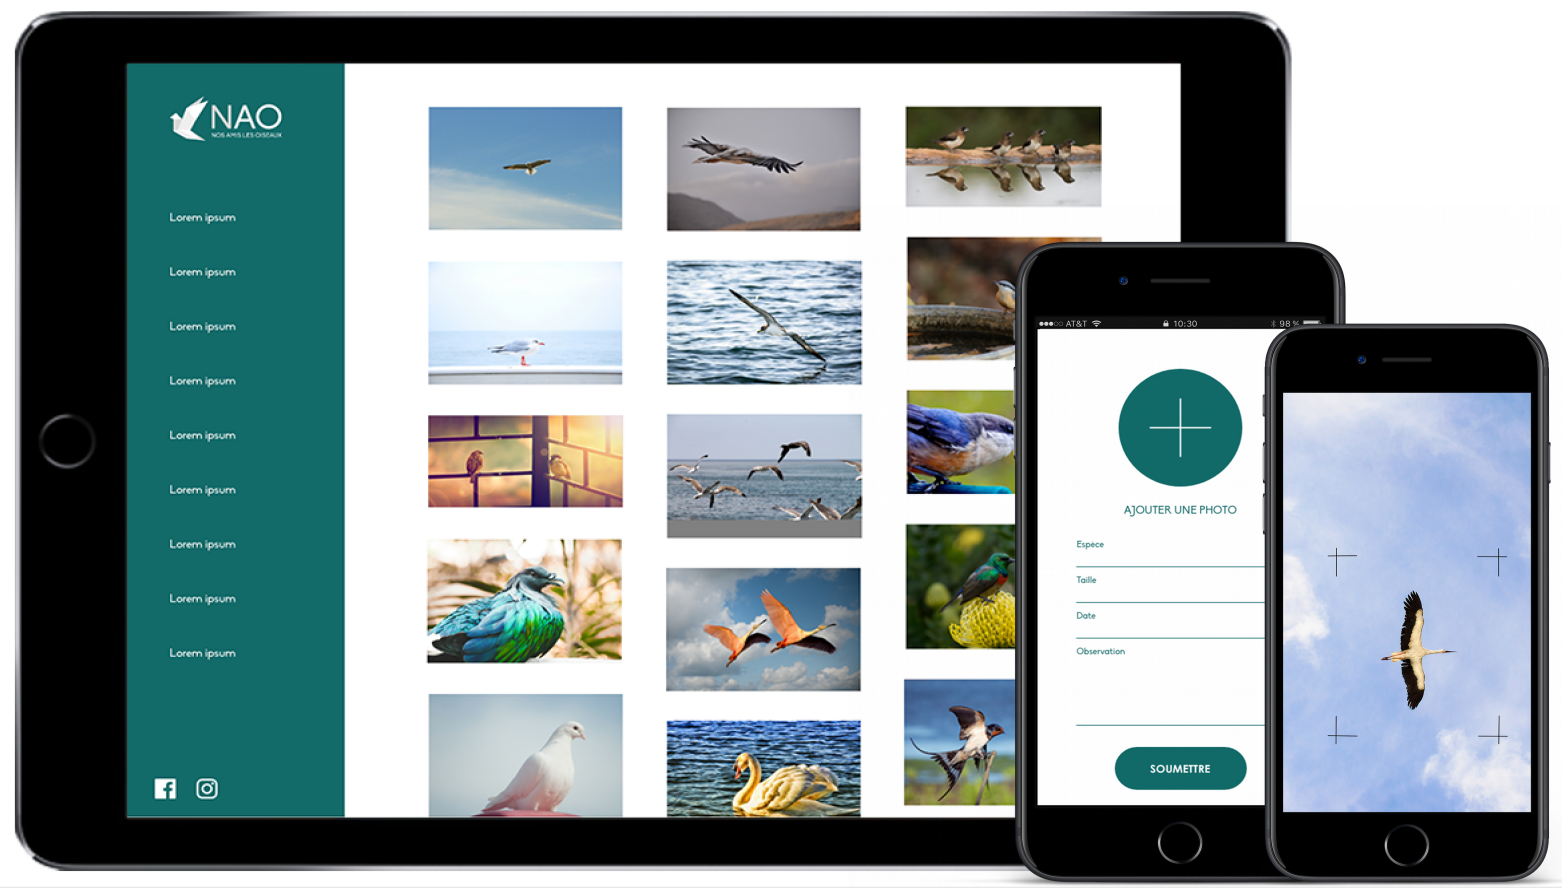 NAO
NOS AMIS LES OISEAUX
Lorem ipsum
Lorem ipsum
Lorem ipsum
Lorem ipsum
Lorem ipsum
Lorem ipsum
Lorem ipsum
Lorem ipsum
Lorem ipsum
AT&T 10:30 98 %
AJOUTER UNE PHOTO
Espèce
Taille
Date
Observation
SOUMETTRE